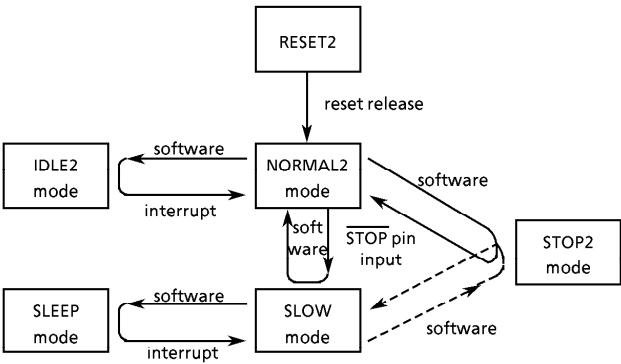 RESET2
reset release
IDLE2
mode
software
interrupt
NORMAL2
mode
software
soft
ware
STOP pin
input
STOP2
mode
SLEEP
mode
software
interrupt
SLOW
mode
software